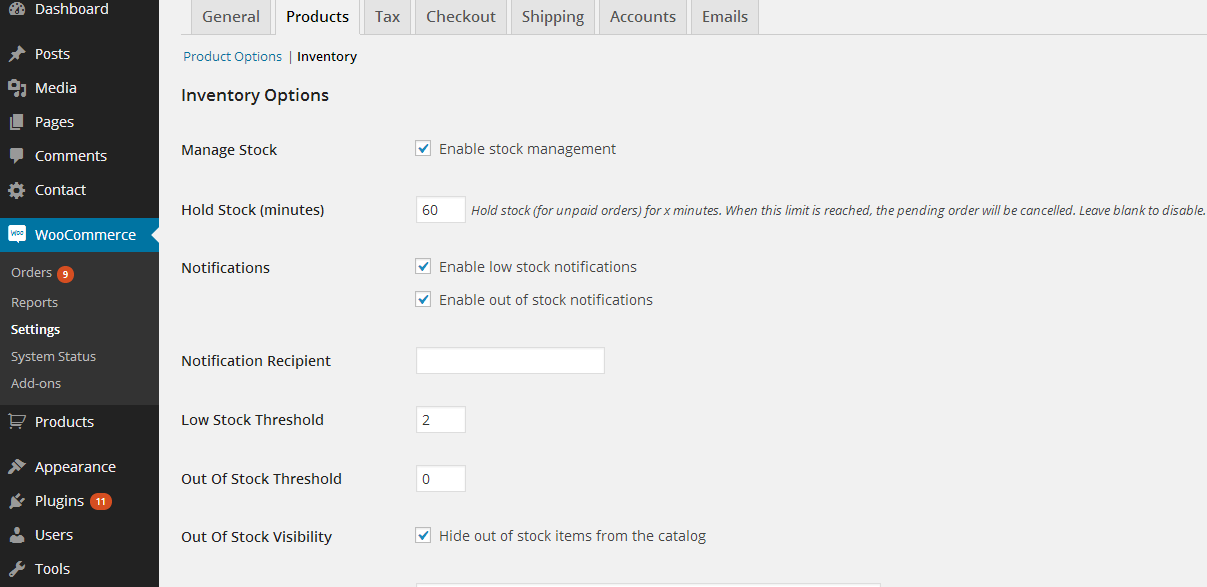 Dashboard
Posts
Media
Pages
Comments
Contact
woo WooCommerce
Orders 9
Reports
Settings
System Status
Add-ons
Products
Appearance
Plugins 11
Users
Tools
General Products Tax Checkout Shipping Accounts Emails
Product Options | Inventory
Inventory Options
Manage Stock Enable stock management
Hold Stock (minutes) 60 Hold stock (for unpaid orders) for x minutes. When this limit is reached, the pending order will be cancelled. Leave blank to disable.
Notifications Enable low stock notifications
Enable out of stock notifications
Notification Recipient
Low Stock Threshold 2
Out Of Stock Threshold 0
Out Of Stock Visibility Hide out of stock items from the catalog